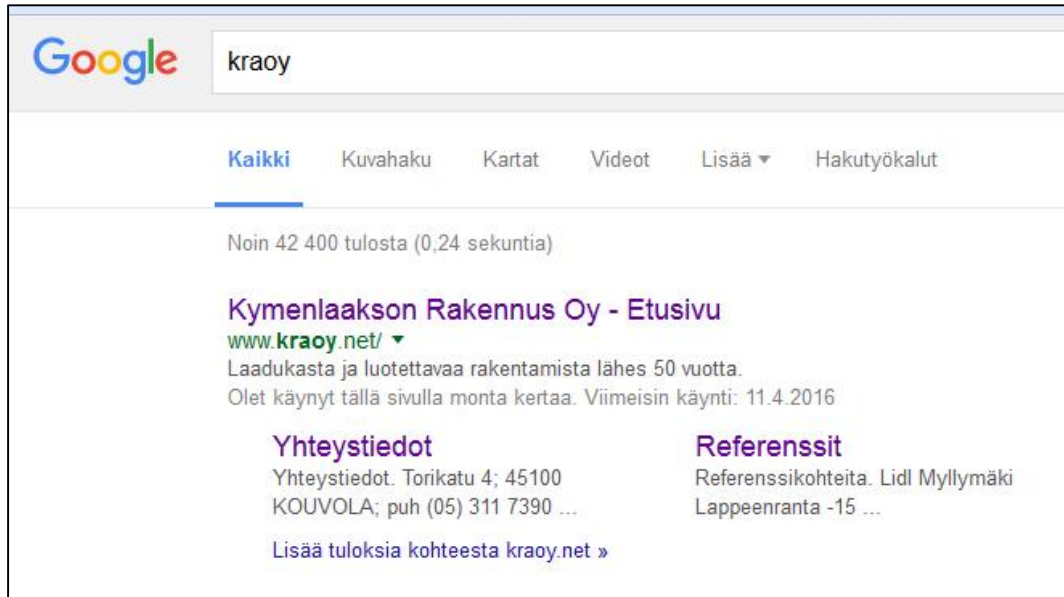 Google
kraoy
Kaikki Kuvahaku Kartat Videot Lisää Hakutyökalut
Noin 42 400 tulosta (0,24 sekuntia)
Kymenlaakson Rakennus Oy - Etusivu
www.kraoy.net/
Laadukasta ja luotettavaa rakentamista lähes 50 vuotta.
Olet käynyt tällä sivulla monta kertaa. Viimeisin käynti: 11.4.2016
Yhteystiedot
Yhteystiedot. Torikatu 4; 45100
KOUVOLA; puh (05) 311 7390 ...
Referenssit
Referenssikohteita. Lidl Myllymäki
Lappeenranta -15 ...
Lisää tuloksia kohteesta kraoy.net »